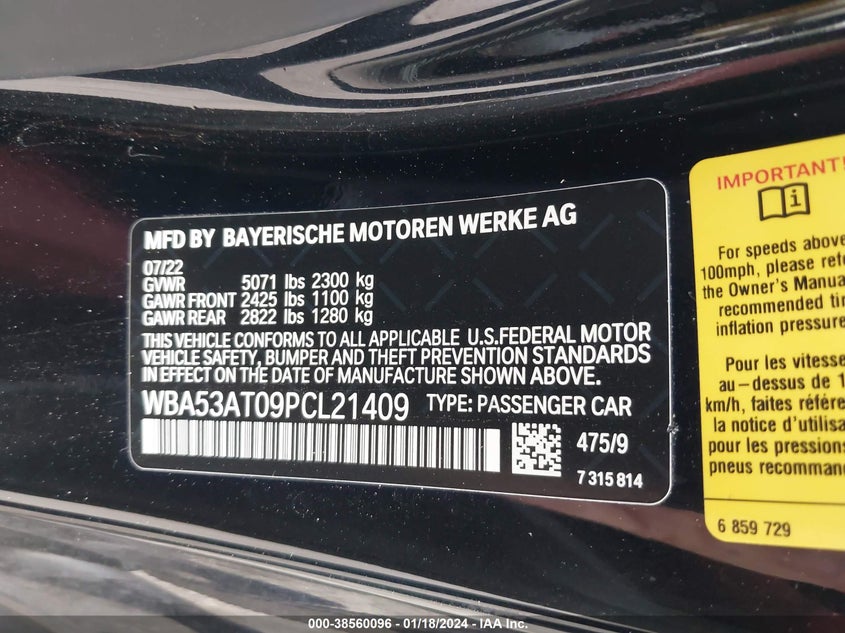 MFD BY BAYERISCHE MOTOREN WERKE AG
07/22
GVWR 5071 lbs 2300 kg
GAWR FRONT 2425 lbs 1100 kg
GAWR REAR 2822 lbs 1280 kg
THIS VEHICLE CONFORMS TO ALL APPLICABLE U.S.FEDERAL MOTOR
VEHICLE SAFETY, BUMPER AND THEFT PREVENTION STANDARDS
IN EFFECT ON THE DATE OF MANUFACTURE SHOWN ABOVE.
WBA53AT09PCL21409 TYPE: PASSENGER CAR
475/9
7 315 814
IMPORTANT!
i
For speeds above
100mph, please refe
the Owner's Manua
recommended tir
inflation pressure
Pour les vitesse
au-dessus de 1
km/h, faites référe
la notice d'utilisa
pour les pressions
pneus recomman
6 859 729
000-38560096 - 01/18/2024 - IAA Inc.